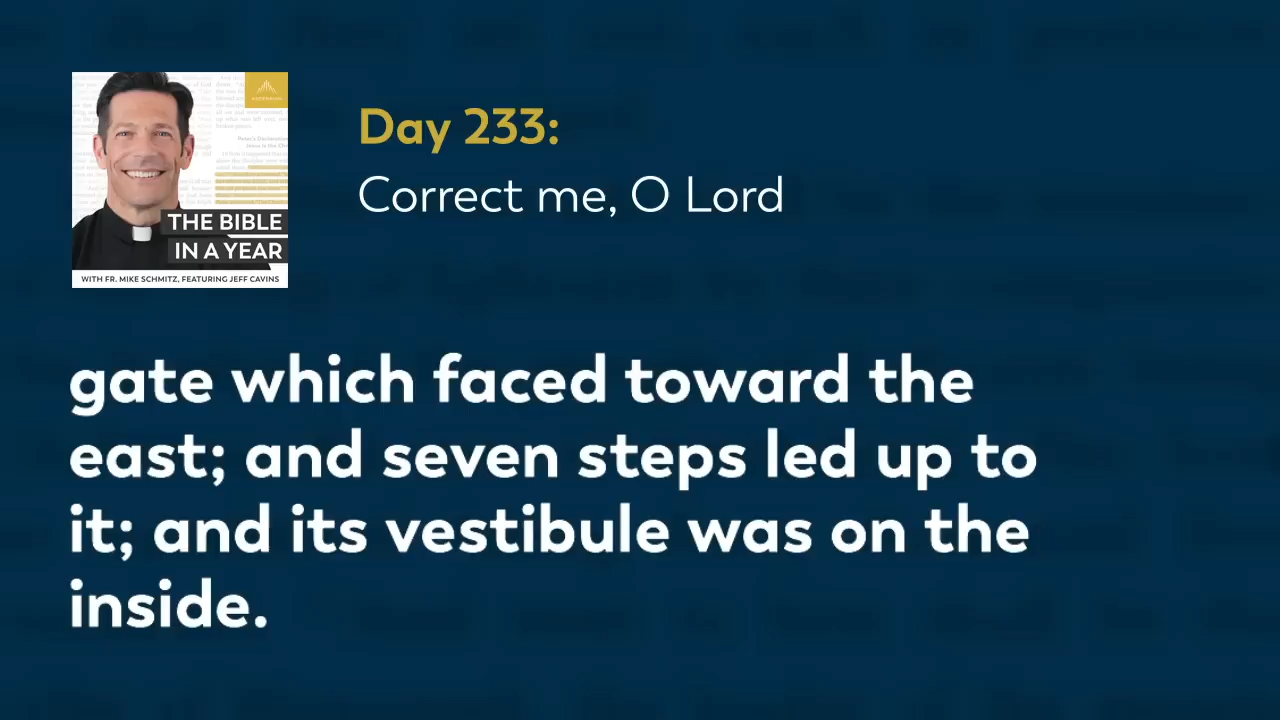 Day 233:
Correct me, O Lord
THE BIBLE
IN A YEAR
WITH FR. MIKE SCHMITZ, FEATURING JEFF CAVINS
gate which faced toward the
east; and seven steps led up to
it; and its vestibule was on the
inside.